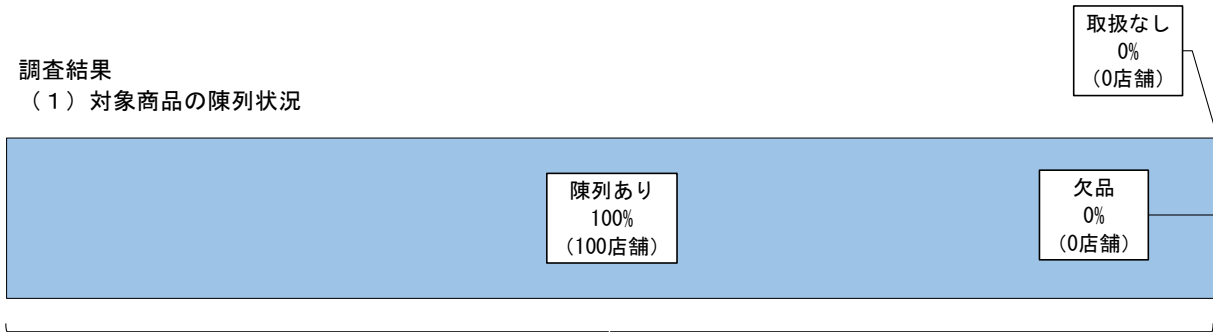 調査結果
（１）対象商品の陳列状況
取扱なし
0%
（0店舗）
陳列あり
100%
（100店舗）
欠品
0%
（0店舗）